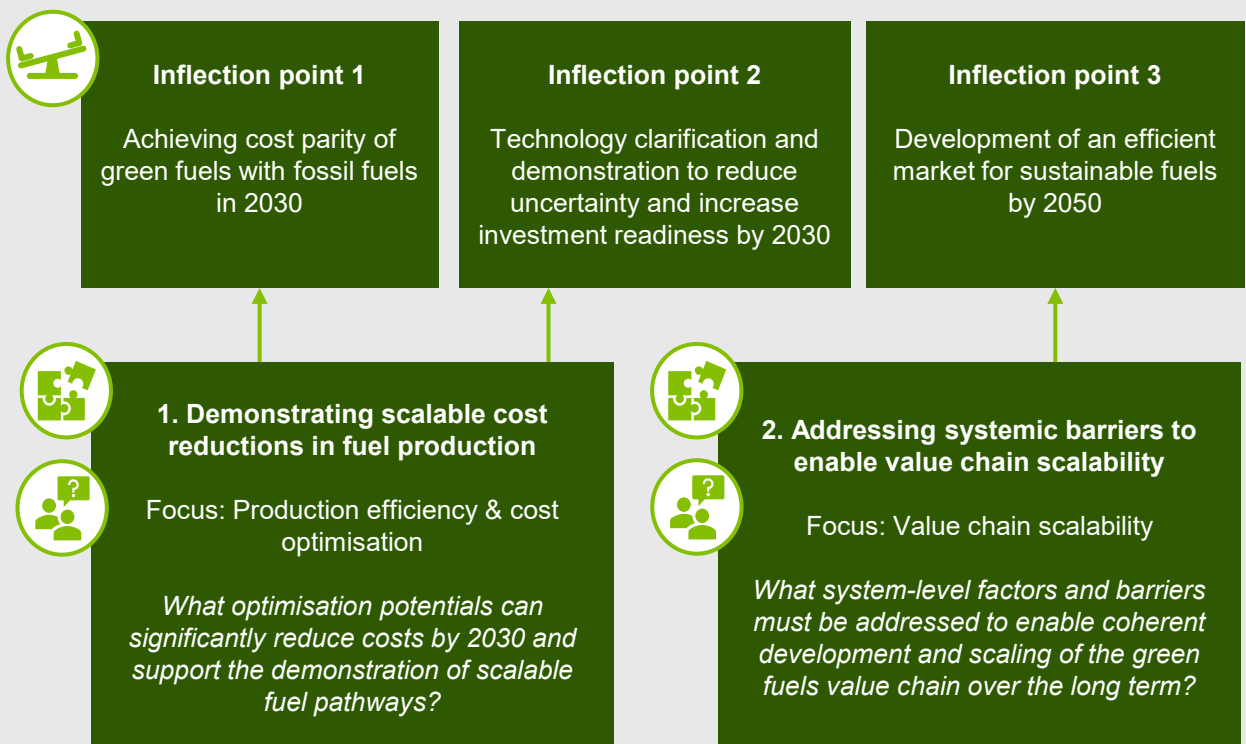 Inflection point 1
Achieving cost parity of
green fuels with fossil fuels
in 2030
Inflection point 2
Technology clarification and
demonstration to reduce
uncertainty and increase
investment readiness by 2030
Inflection point 3
Development of an efficient
market for sustainable fuels
by 2050
1. Demonstrating scalable cost
reductions in fuel production
?
Focus: Production efficiency & cost
optimisation
What optimisation potentials can
significantly reduce costs by 2030 and
support the demonstration of scalable
fuel pathways?
2. Addressing systemic barriers to
enable value chain scalability
?
Focus: Value chain scalability
What system-level factors and barriers
must be addressed to enable coherent
development and scaling of the green
fuels value chain over the long term?